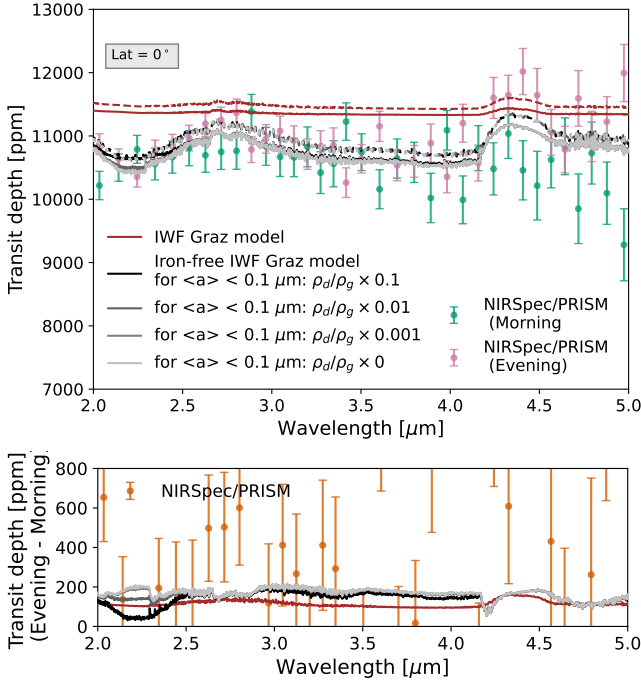 13000
12000
11000
10000
9000
8000
7000
Transit depth [ppm]
Lat = 0°
IWF Graz model
Iron-free IWF Graz model
for <a> < 0.1 μm: ρd/ρg × 0.1
for <a> < 0.1 μm: ρd/ρg × 0.01
for <a> < 0.1 μm: ρd/ρg × 0.001
for <a> < 0.1 μm: ρd/ρg × 0
NIRSpec/PRISM
(Morning
NIRSpec/PRISM
(Evening)
2.0 2.5 3.0 3.5 4.0 4.5 5.0
Wavelength [μm]
800
600
400
200
0
Transit depth [ppm]
(Evening - Morning
NIRSpec/PRISM
2.0 2.5 3.0 3.5 4.0 4.5 5.0
Wavelength [μm]